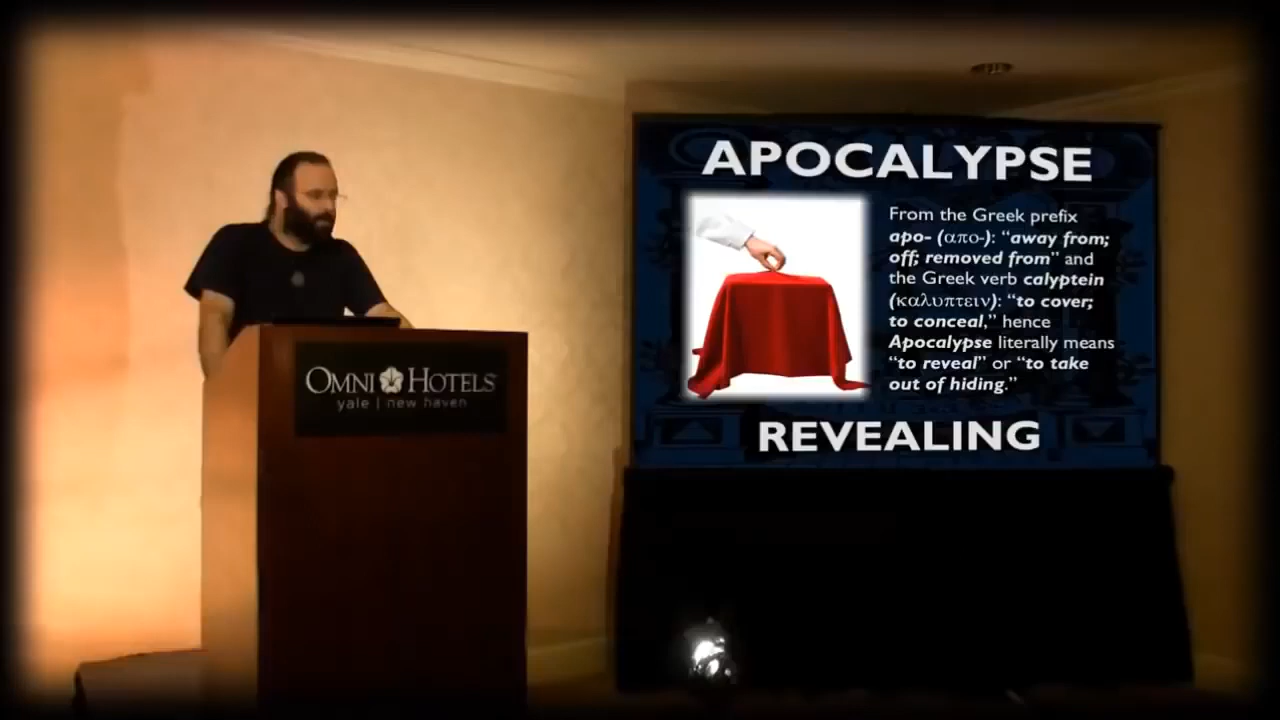 OMNI HOTELS
yale | new haven
APOCALYPSE
From the Greek prefix
apo- (απο-): “away from;
off; removed from” and
the Greek verb calyptein
(καλυπτειν): “to cover;
to conceal,” hence
Apocalypse literally means
“to reveal” or “to take
out of hiding.”
REVEALING